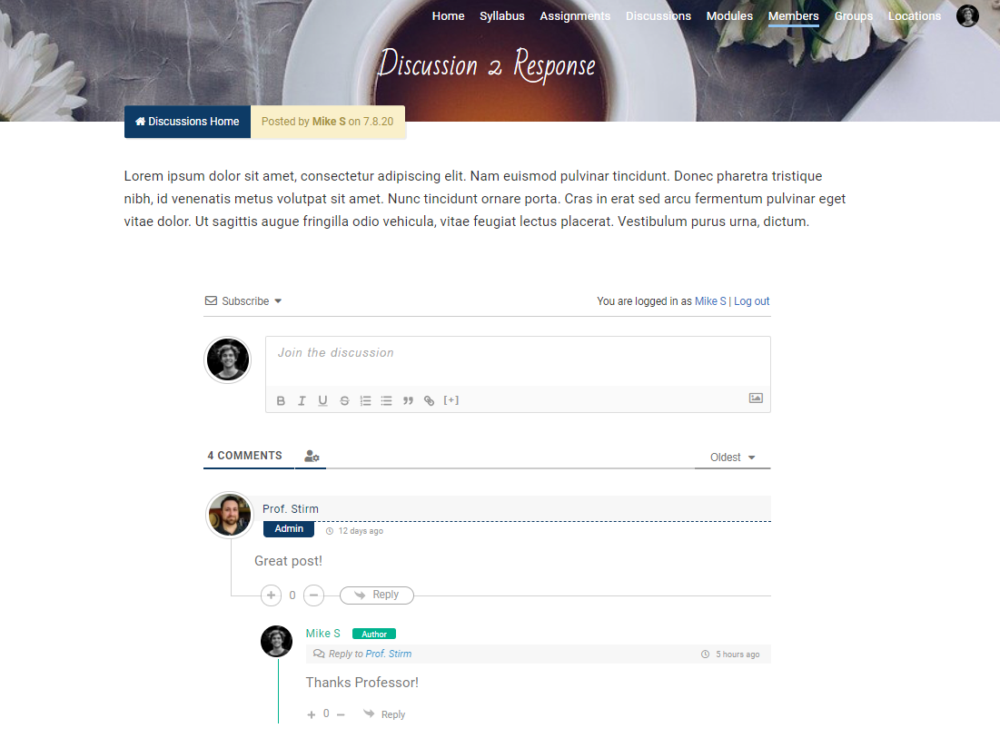 Home Syllabus Assignments Discussions Modules Members Groups Locations
Discussion 2 Response
Discussions Home Posted by Mike S on 7.8.20
Lorem ipsum dolor sit amet, consectetur adipiscing elit. Nam euismod pulvinar tincidunt. Donec pharetra tristique
nibh, id venenatis metus volutpat sit amet. Nunc tincidunt ornare porta. Cras in erat sed arcu fermentum pulvinar eget
vitae dolor. Ut sagittis augue fringilla odio vehicula, vitae feugiat lectus placerat. Vestibulum purus urna, dictum.
Subscribe You are logged in as Mike S | Log out
Join the discussion
B I U S [+]
4 COMMENTS Oldest
Prof. Stirm
Admin 12 days ago
Great post!
0 Reply
Mike S Author
Reply to Prof. Stirm 5 hours ago
Thanks Professor!
0 Reply